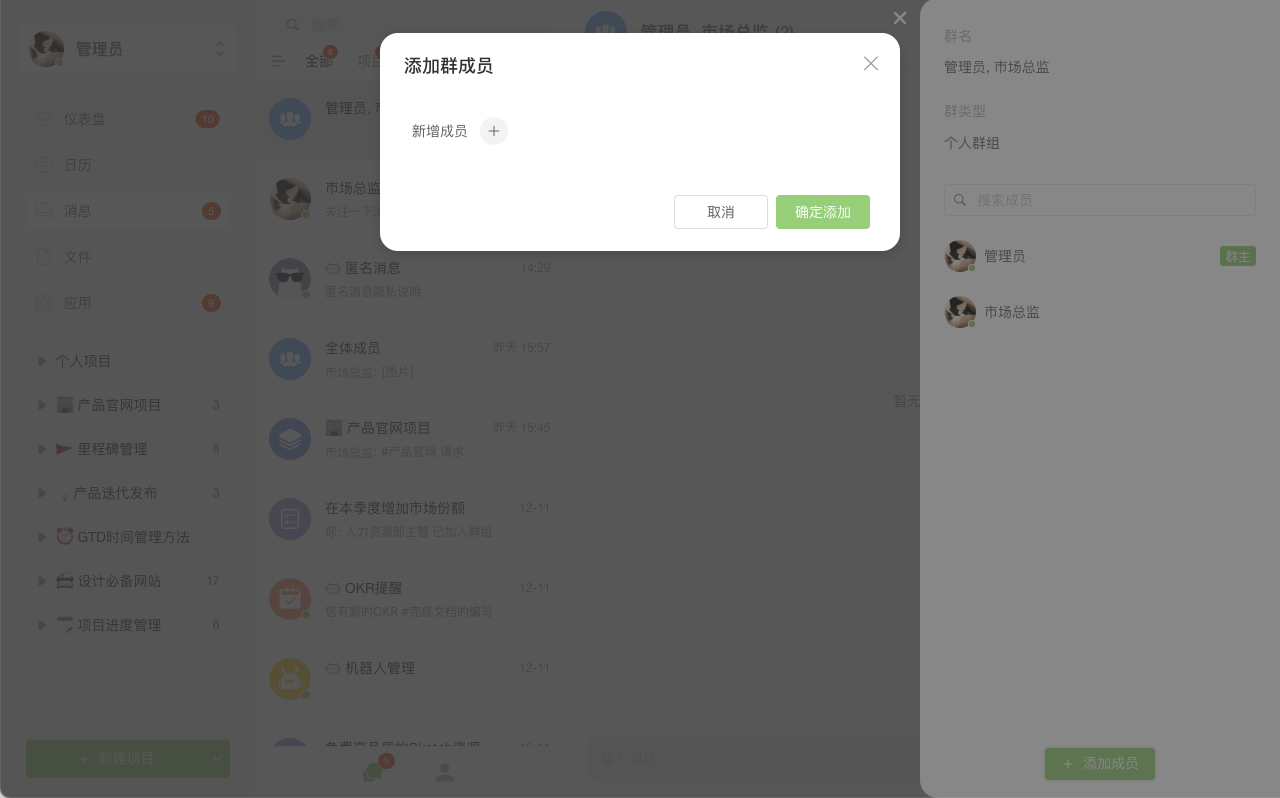 管理员
仪表盘 10
日历
消息 5
文件
应用 9
个人项目
产品官网项目 3
里程碑管理 8
产品迭代发布 3
GTD时间管理方法
设计必备网站 17
项目进度管理 6
+ 新建项目
搜索
全部 5
管理员,
市场总监
关注一下
匿名消息 14:29
匿名消息隐私说明
全体成员 昨天 15:57
市场总监: [图片]
产品官网项目 昨天 15:45
市场总监: #产品官网 请求
在本季度增加市场份额 12-11
你: 人力资源部主管 已加入群组
OKR提醒 12-11
您有新的OKR #完成文档的编写
机器人管理 12-11
5
管理员, 市场总监 (2)
暂无
输入消息
添加群成员
新增成员
取消
确定添加
群名
管理员, 市场总监
群类型
个人群组
搜索成员
管理员 群主
市场总监
+ 添加成员